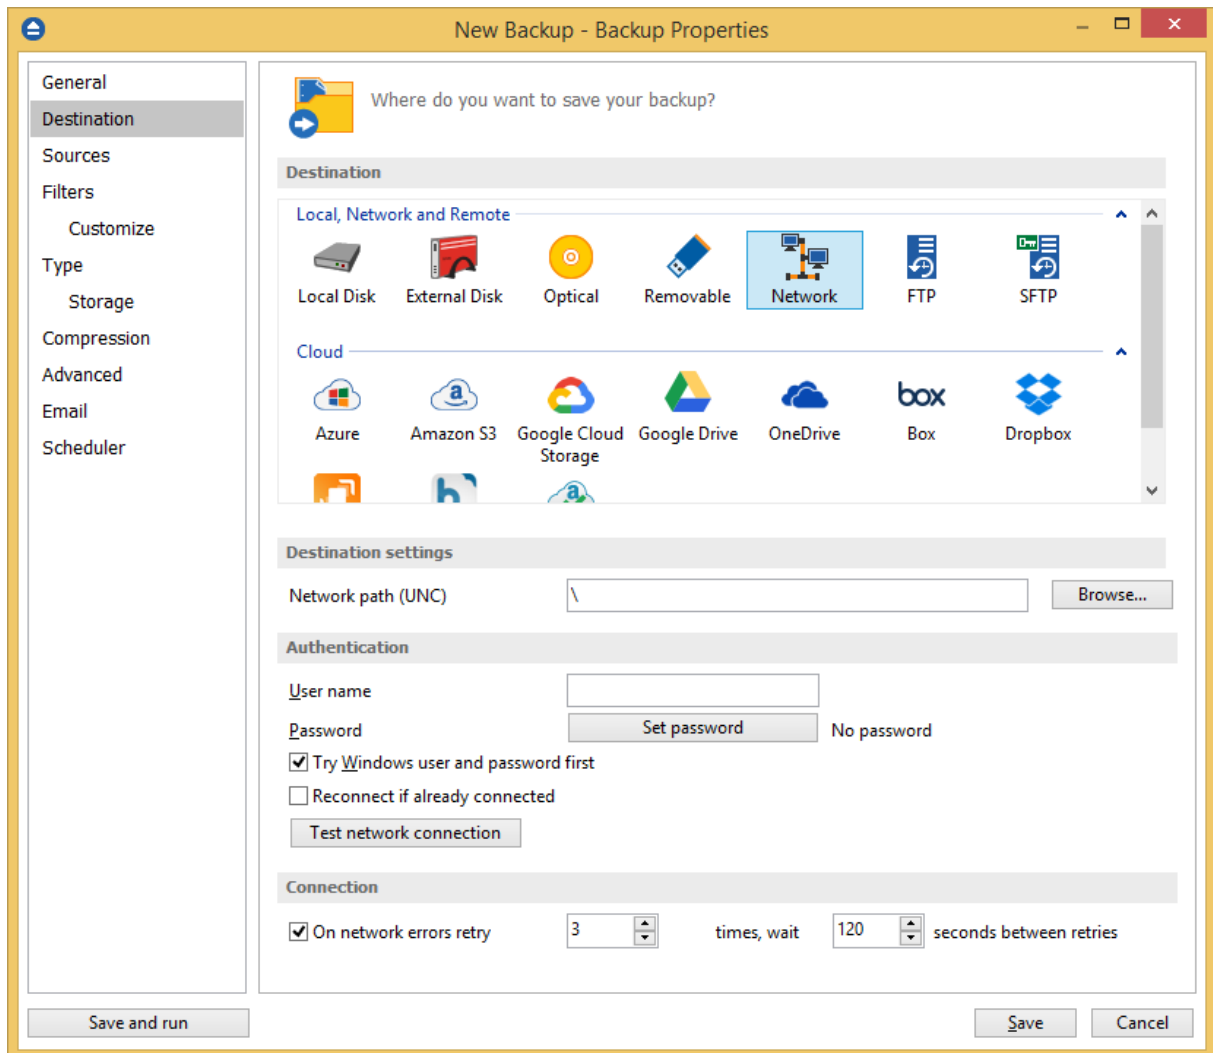 New Backup - Backup Properties
General
Destination
Sources
Filters
Customize
Type
Storage
Compression
Advanced
Email
Scheduler
Where do you want to save your backup?
Destination
Local, Network and Remote
Local Disk External Disk Optical Removable Network FTP SFTP
Cloud
a box
Azure Amazon S3 Google Cloud Google Drive OneDrive Box Dropbox
Storage
Destination settings
Network path (UNC) \ Browse...
Authentication
User name
Password Set password No password
Try Windows user and password first
Reconnect if already connected
Test network connection
Connection
On network errors retry 3 times, wait 120 seconds between retries
Save and run Save Cancel